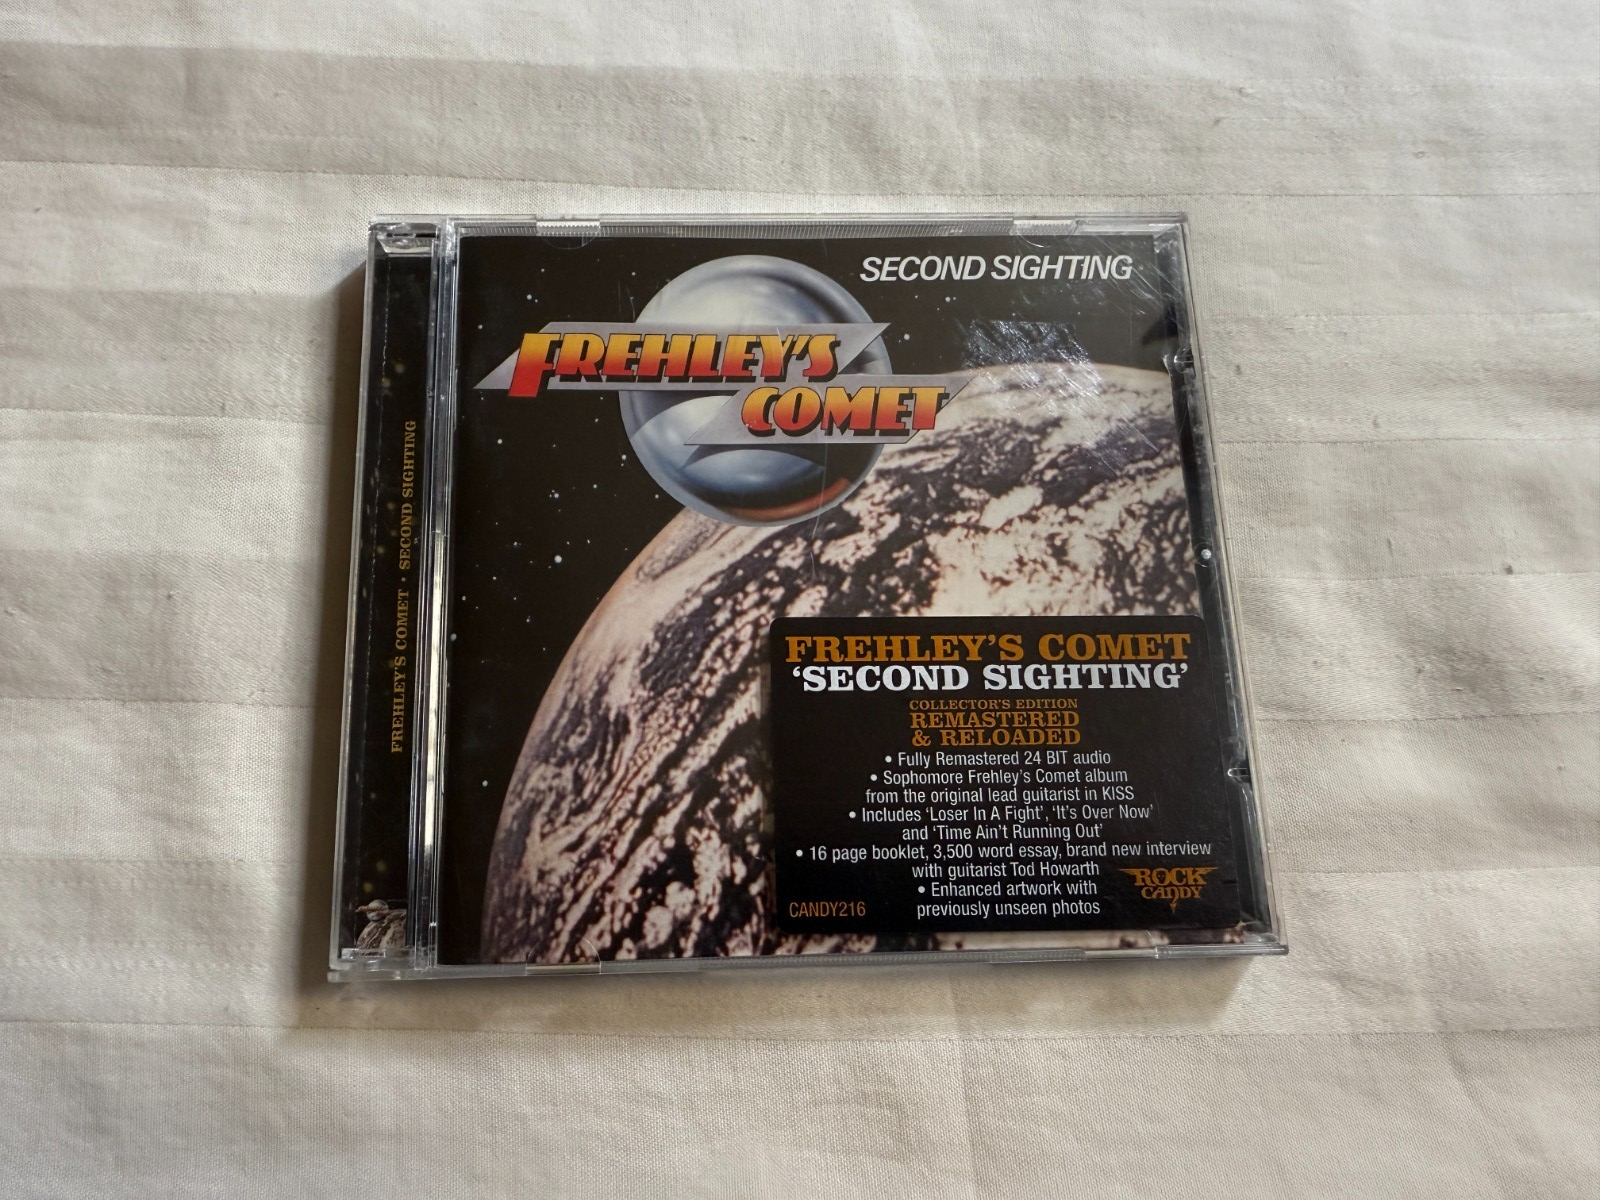 SECOND SIGHTING
FREHLEY'S
COMET
FREHLEY'S COMET • SECOND SIGHTING
FREHLEY'S COMET
'SECOND SIGHTING'
COLLECTOR'S EDITION
REMASTERED
& RELOADED
• Fully Remastered 24 BIT audio
• Sophomore Frehley's Comet album
from the original lead guitarist in KISS
• Includes 'Loser In A Fight', 'It's Over Now'
and 'Time Ain't Running Out'
• 16 page booklet, 3,500 word essay, brand new interview
with guitarist Tod Howarth
• Enhanced artwork with
previously unseen photos
CANDY216
ROCK
CANDY